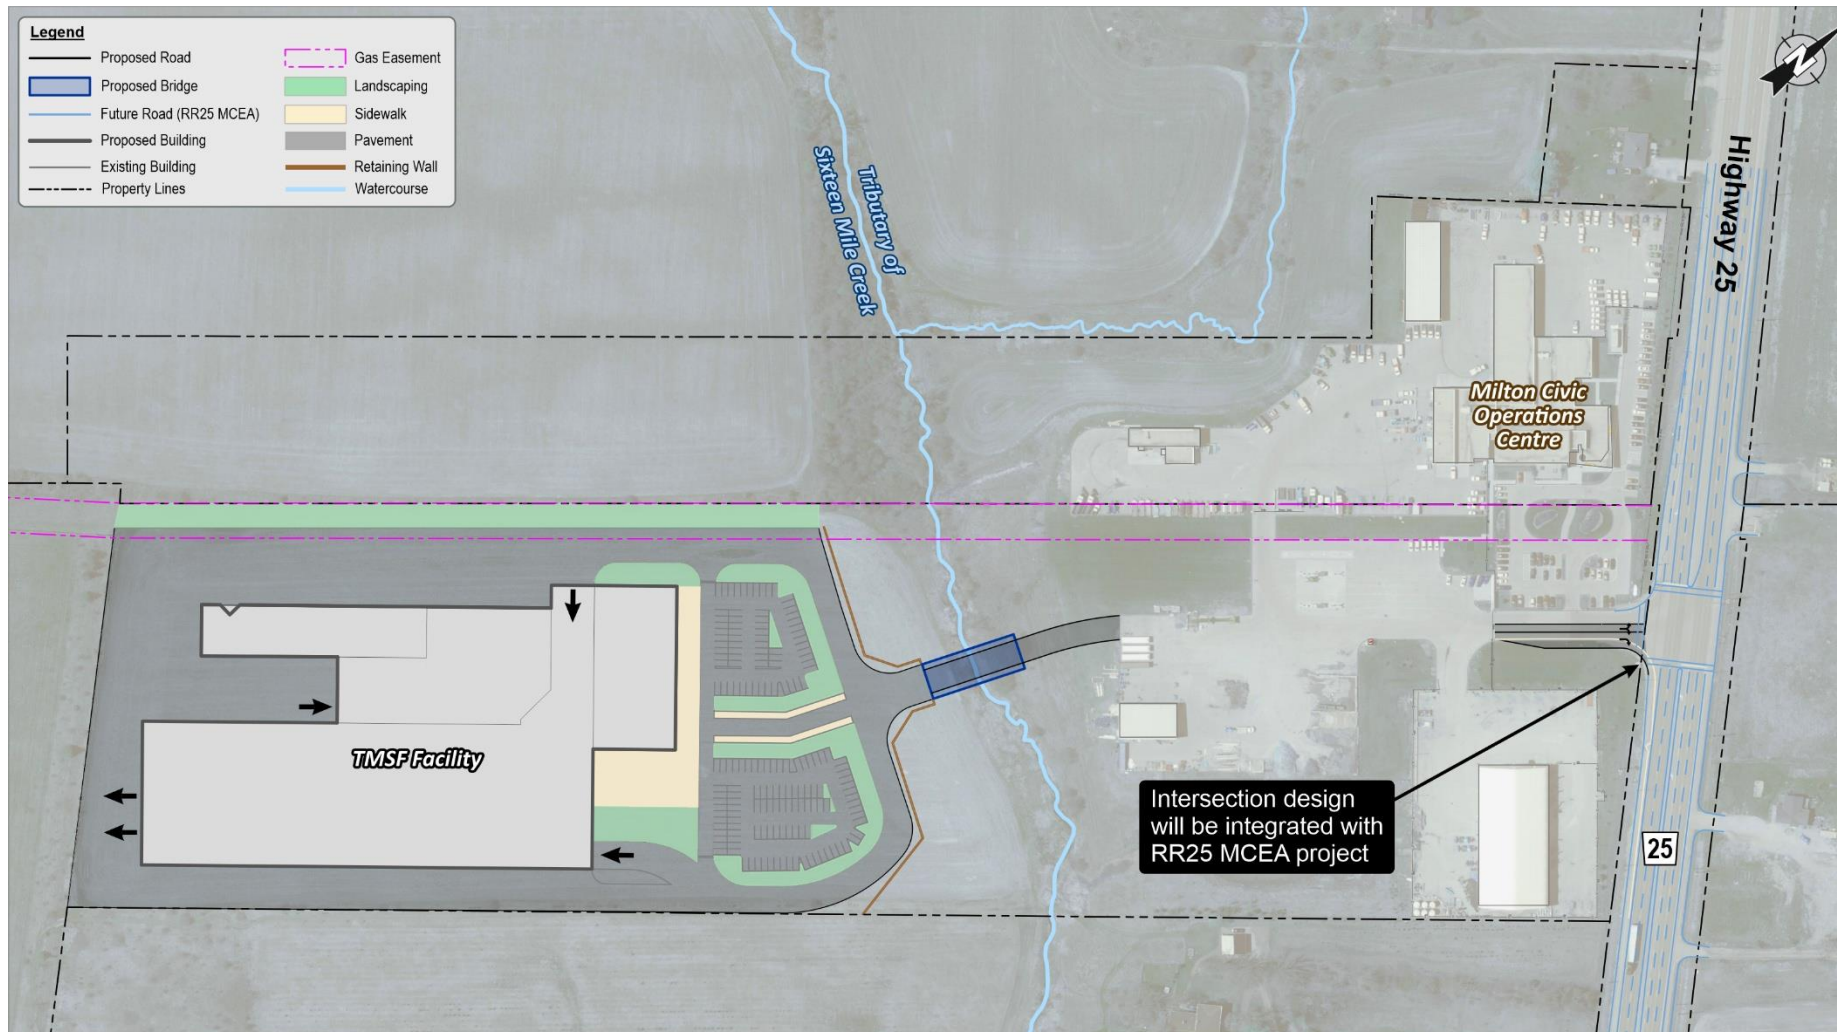 Legend
Proposed Road
Proposed Bridge
Future Road (RR25 MCEA)
Proposed Building
Existing Building
Property Lines
Gas Easement
Landscaping
Sidewalk
Pavement
Retaining Wall
Watercourse
N
Tributary of
Sixteen Mile Creek
Highway 25
Milton Civic
Operations
Centre
TMSF Facility
Intersection design
will be integrated with
RR25 MCEA project
25